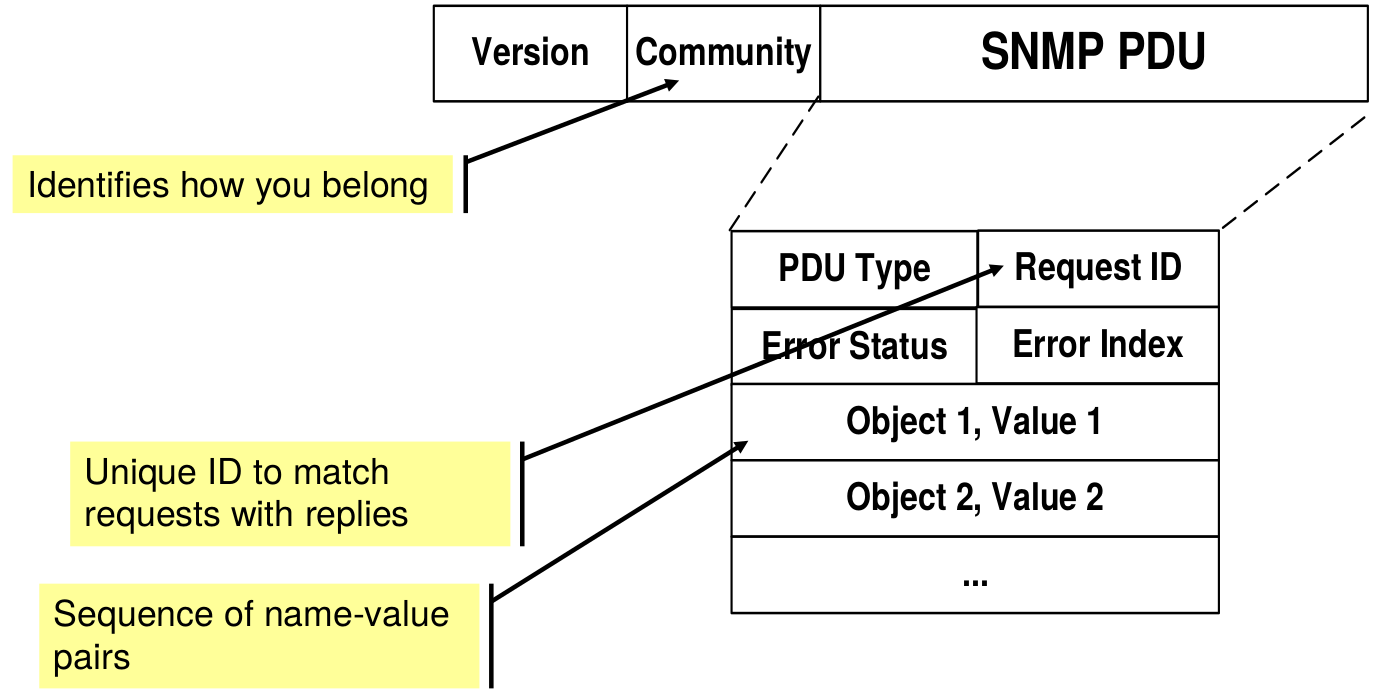 Version
Community
SNMP PDU
Identifies how you belong
PDU Type
Request ID
Error Status
Error Index
Object 1, Value 1
Unique ID to match
requests with replies
Object 2, Value 2
...
Sequence of name-value
pairs